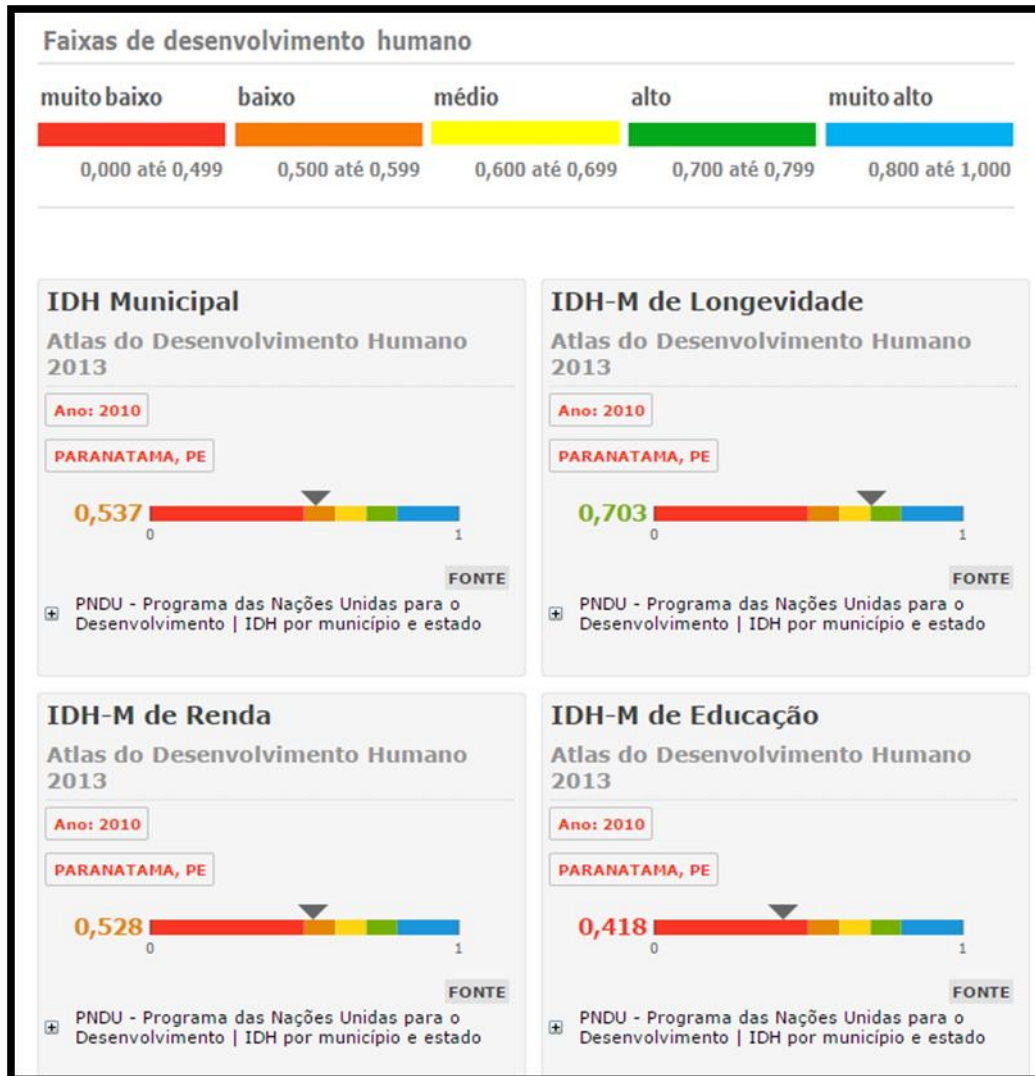 Faixas de desenvolvimento humano
muito baixo baixo médio alto muito alto
0,000 até 0,499 0,500 até 0,599 0,600 até 0,699 0,700 até 0,799 0,800 até 1,000
IDH Municipal
Atlas do Desenvolvimento Humano
2013
Ano: 2010
PARANATAMA, PE
0,537
0 1
FONTE
PNDU - Programa das Nações Unidas para o
Desenvolvimento | IDH por município e estado
IDH-M de Longevidade
Atlas do Desenvolvimento Humano
2013
Ano: 2010
PARANATAMA, PE
0,703
0 1
FONTE
PNDU - Programa das Nações Unidas para o
Desenvolvimento | IDH por município e estado
IDH-M de Renda
Atlas do Desenvolvimento Humano
2013
Ano: 2010
PARANATAMA, PE
0,528
0 1
FONTE
PNDU - Programa das Nações Unidas para o
Desenvolvimento | IDH por município e estado
IDH-M de Educação
Atlas do Desenvolvimento Humano
2013
Ano: 2010
PARANATAMA, PE
0,418
0 1
FONTE
PNDU - Programa das Nações Unidas para o
Desenvolvimento | IDH por município e estado